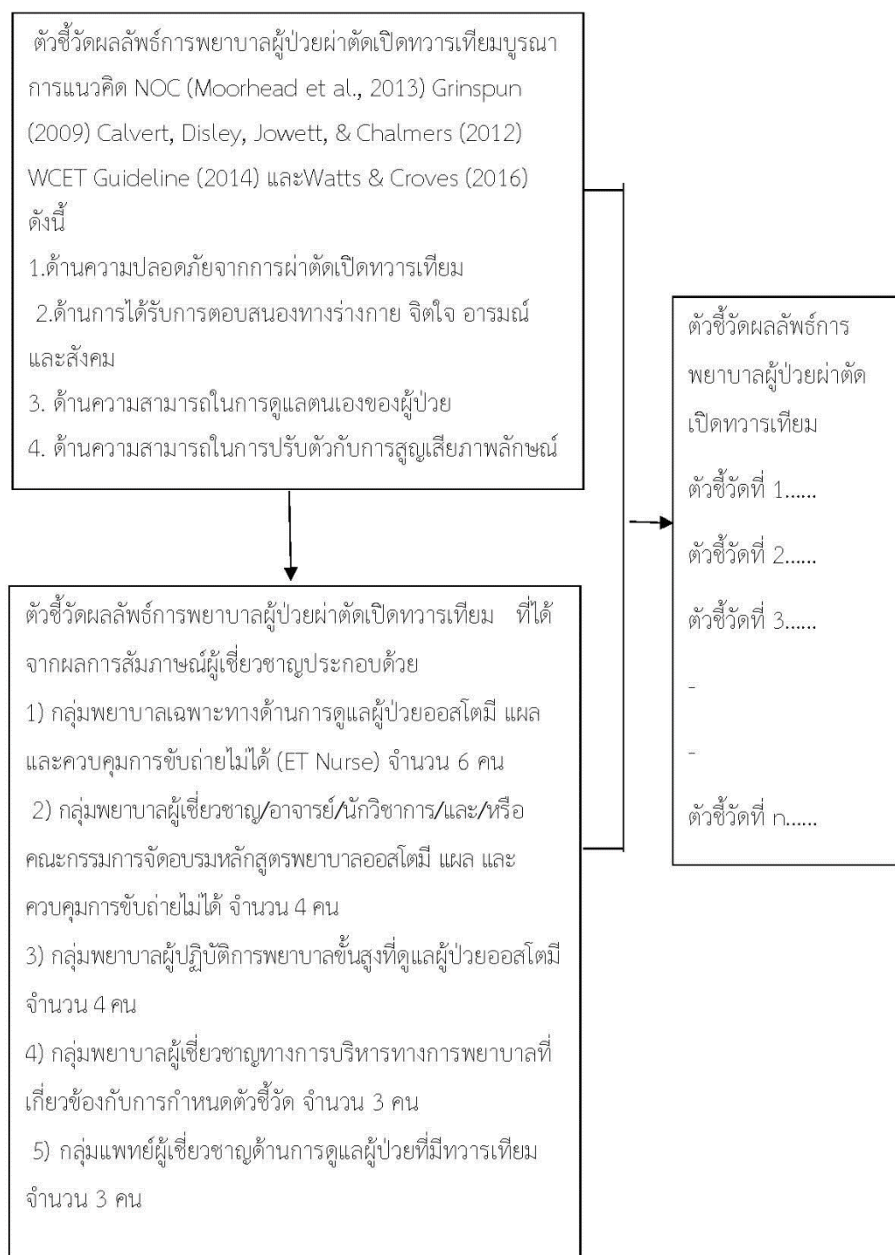 ตัวชี้วัดผลลัพธ์การพยาบาลผู้ป่วยผ่าตัดเปิดทวารเทียมบูรณา
การแนวคิด NOC (Moorhead et al., 2013) Grinspun
(2009) Calvert, Disley, Jowett, & Chalmers (2012)
WCET Guideline (2014) และWatts & Croves (2016)
ดังนี้
1.ด้านความปลอดภัยจากการผ่าตัดเปิดทวารเทียม
2.ด้านการได้รับการตอบสนองทางร่างกาย จิตใจ อารมณ์
และสังคม
3. ด้านความสามารถในการดูแลตนเองของผู้ป่วย
4. ด้านความสามารถในการปรับตัวกับการสูญเสียภาพลักษณ์
ตัวชี้วัดผลลัพธ์การพยาบาลผู้ป่วยผ่าตัดเปิดทวารเทียม ที่ได้
จากผลการสัมภาษณ์ผู้เชี่ยวชาญประกอบด้วย
1) กลุ่มพยาบาลเฉพาะทางด้านการดูแลผู้ป่วยออสโตมี แผล
และควบคุมการขับถ่ายไม่ได้ (ET Nurse) จำนวน 6 คน
2) กลุ่มพยาบาลผู้เชี่ยวชาญ/อาจารย์/นักวิชาการ/และ/หรือ
คณะกรรมการจัดอบรมหลักสูตรพยาบาลออสโตมี แผล และ
ควบคุมการขับถ่ายไม่ได้ จำนวน 4 คน
3) กลุ่มพยาบาลผู้ปฏิบัติการพยาบาลขั้นสูงที่ดูแลผู้ป่วยออสโตมี
จำนวน 4 คน
4) กลุ่มพยาบาลผู้เชี่ยวชาญทางการบริหารทางการพยาบาลที่
เกี่ยวข้องกับการกำหนดตัวชี้วัด จำนวน 3 คน
5) กลุ่มแพทย์ผู้เชี่ยวชาญด้านการดูแลผู้ป่วยที่มีทวารเทียม
จำนวน 3 คน
ตัวชี้วัดผลลัพธ์การ
พยาบาลผู้ป่วยผ่าตัด
เปิดทวารเทียม
ตัวชี้วัดที่ 1......
ตัวชี้วัดที่ 2......
ตัวชี้วัดที่ 3......
-
-
ตัวชี้วัดที่ n......